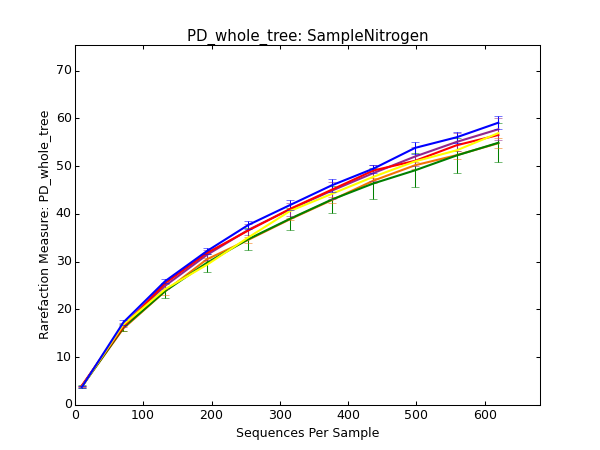 PD_whole_tree: SampleNitrogen
Rarefaction Measure: PD_whole_tree
70
60
50
40
30
20
10
0
0 100 200 300 400 500 600
Sequences Per Sample